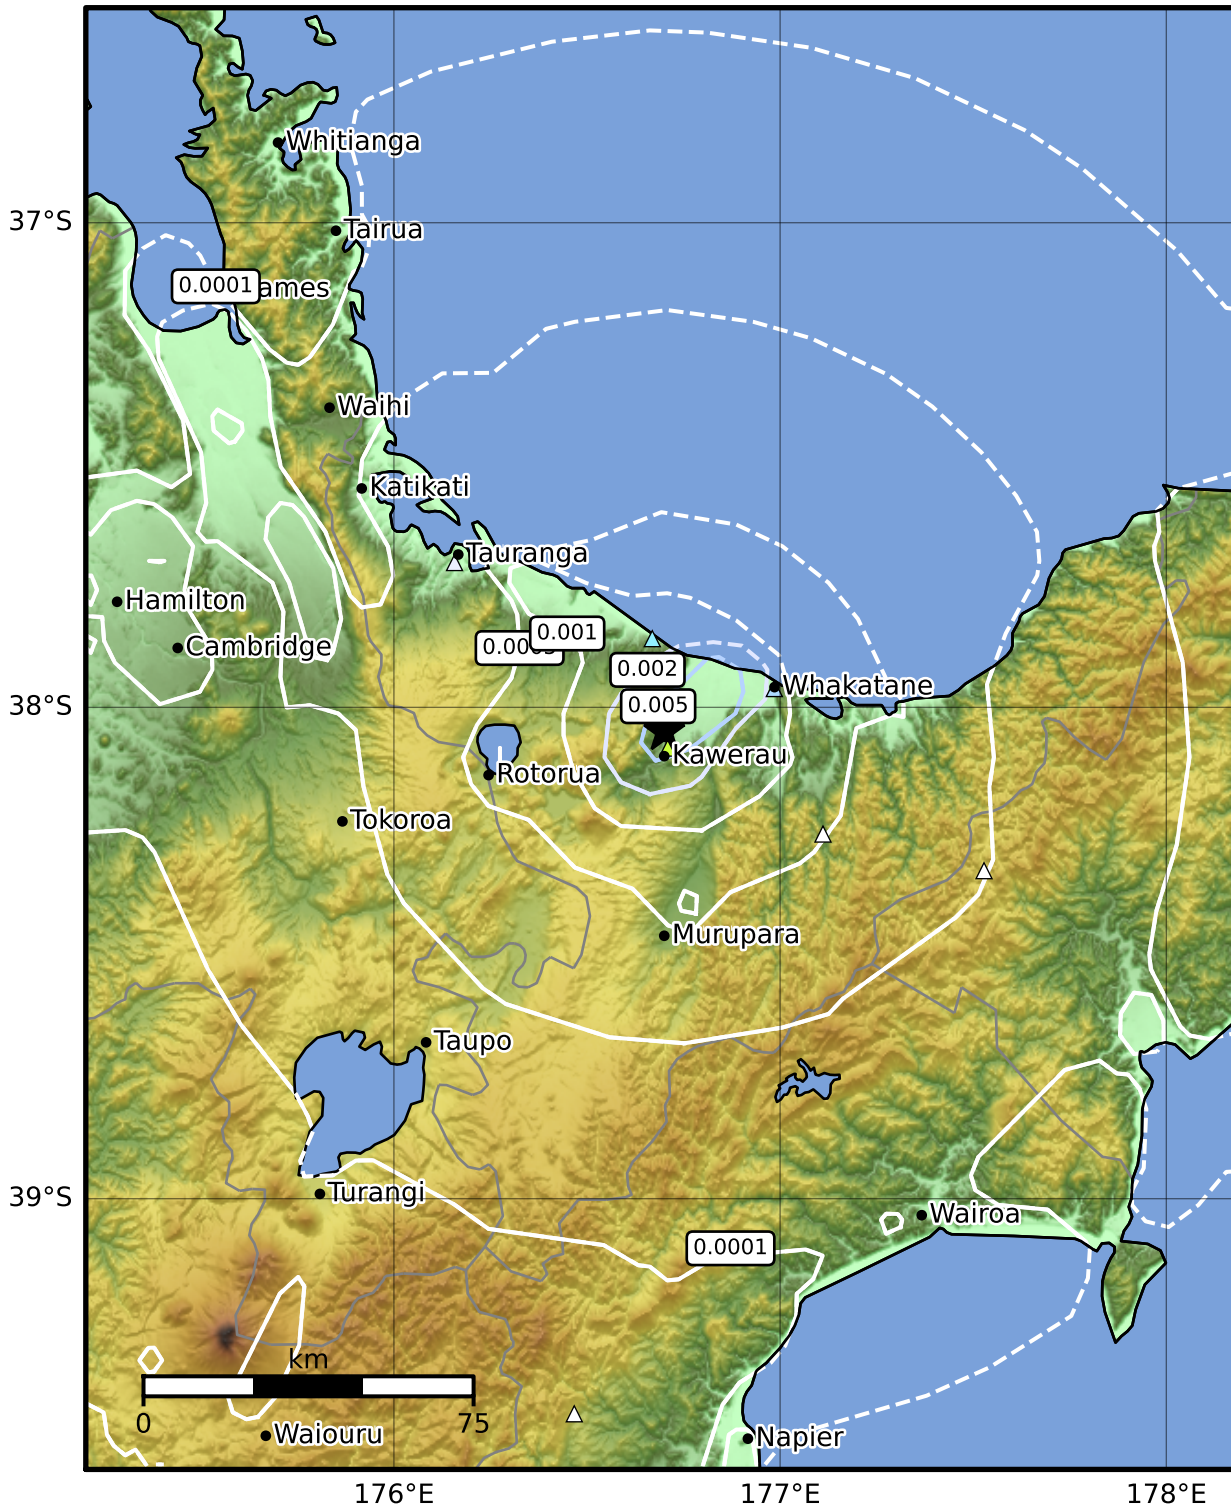 Whitianga
37°S
Tairua
0.0001
ames
Waihi
Katikati
Tauranga
Hamilton
0.001
Cambridge
0.002
Whakatane
38°S
0.005
Kawerau
Rotorua
Tokoroa
Murupara
Taupo
39°S
Turangi
Wairoa
0.0001
km
0
75
Waiouru
Napier
176°E
177°E
178°E